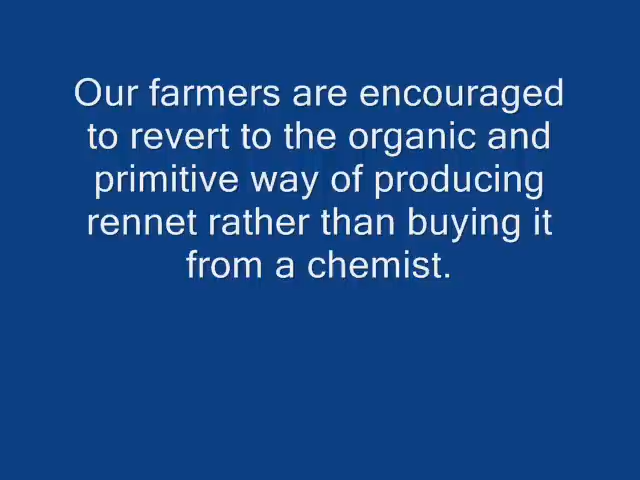 Our farmers are encouraged
to revert to the organic and
primitive way of producing
rennet rather than buying it
from a chemist.